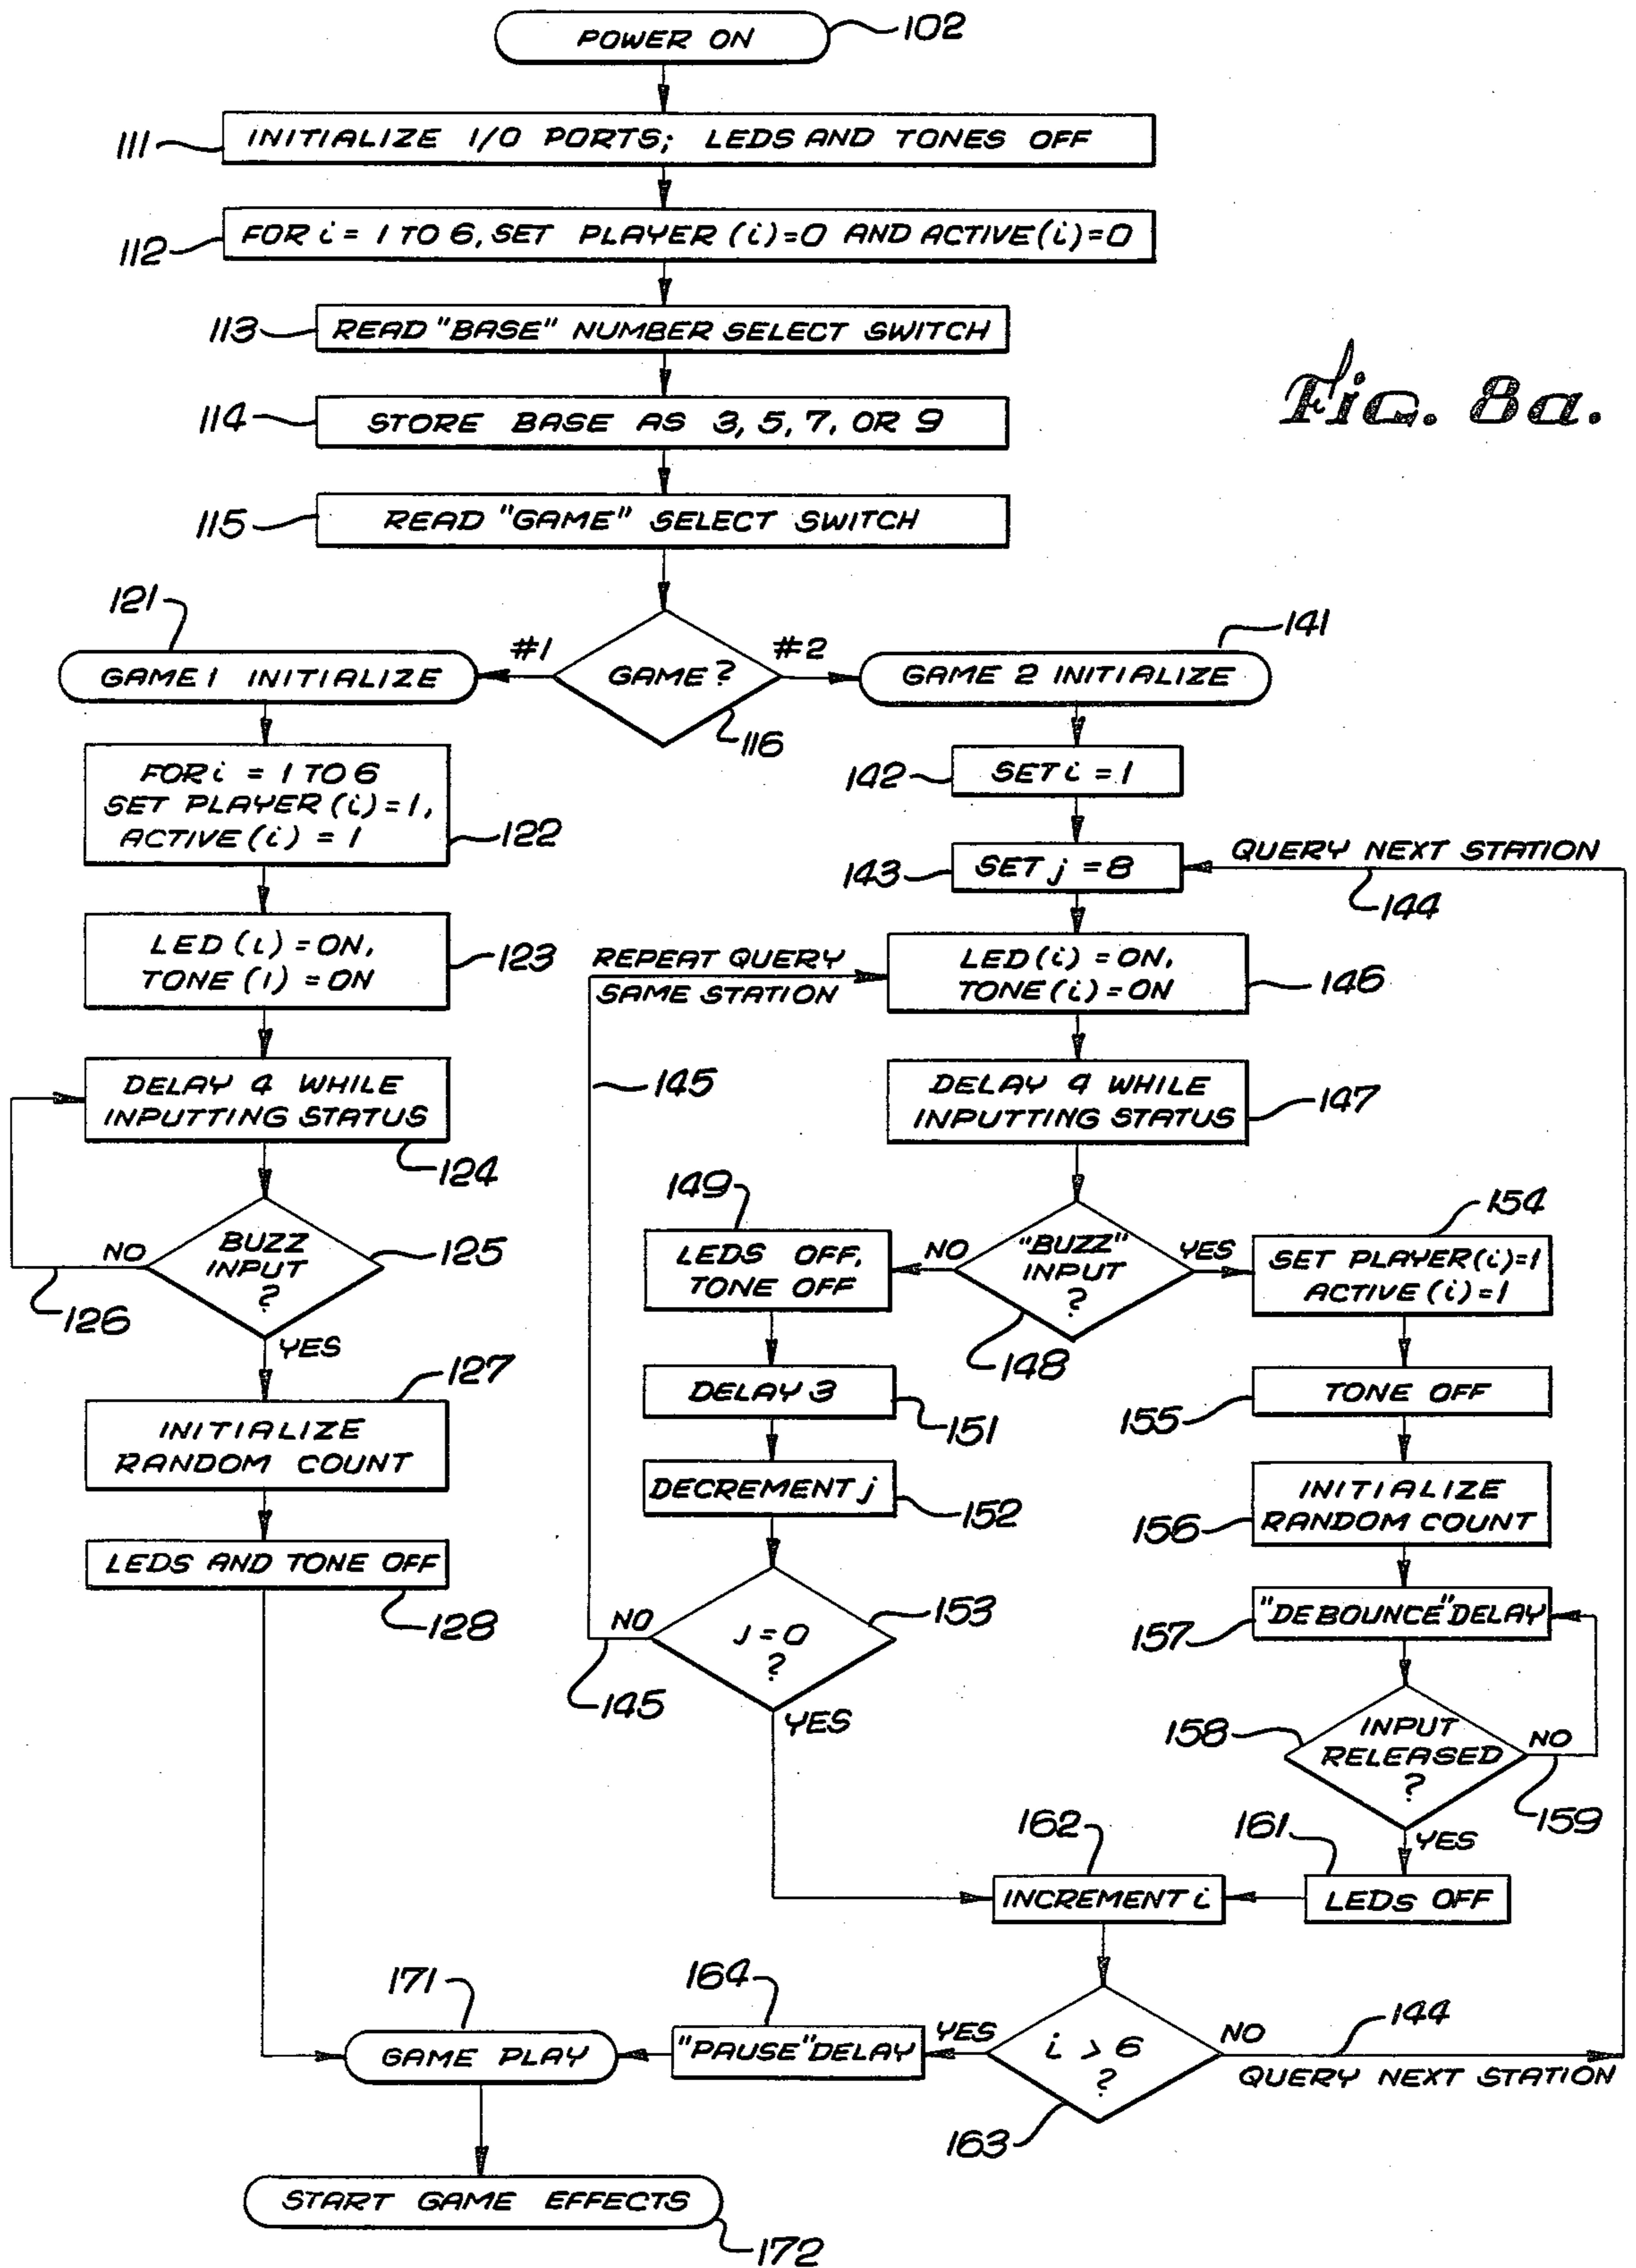 POWER ON
102
111
INITIALIZE I/O PORTS; LEDS AND TONES OFF
112
FOR i = 1 TO 6, SET PLAYER (i)=0 AND ACTIVE(i)=0
113
READ "BASE" NUMBER SELECT SWITCH
Fig. 8a.
114
STORE BASE AS 3, 5, 7, OR 9
115
READ "GAME" SELECT SWITCH
121
GAME 1 INITIALIZE
#1
GAME?
#2
116
141
GAME 2 INITIALIZE
FOR i = 1 TO 6
SET PLAYER (i)=1,
ACTIVE (i) = 1
122
142
SET i = 1
143
SET j = 8
QUERY NEXT STATION
144
LED (i) = ON,
TONE (1) = ON
123
REPEAT QUERY
SAME STATION
LED (i) = ON,
TONE (i) = ON
146
DELAY 4 WHILE
INPUTTING STATUS
124
145
DELAY 4 WHILE
INPUTTING STATUS
147
BUZZ
INPUT
?
125
NO
126
YES
149
LEDS OFF,
TONE OFF
NO
"BUZZ"
INPUT
?
148
YES
154
SET PLAYER(i)=1
ACTIVE (i)=1
127
INITIALIZE
RANDOM COUNT
DELAY 3
151
TONE OFF
155
DECREMENT j
152
INITIALIZE
RANDOM COUNT
156
LEDS AND TONE OFF
128
NO
J = 0
?
153
145
YES
"DEBOUNCE" DELAY
157
158
INPUT
RELEASED
?
NO
159
YES
162
INCREMENT i
161
LEDS OFF
171
GAME PLAY
164
"PAUSE" DELAY
YES
i > 6
?
163
NO
144
QUERY NEXT STATION
START GAME EFFECTS
172